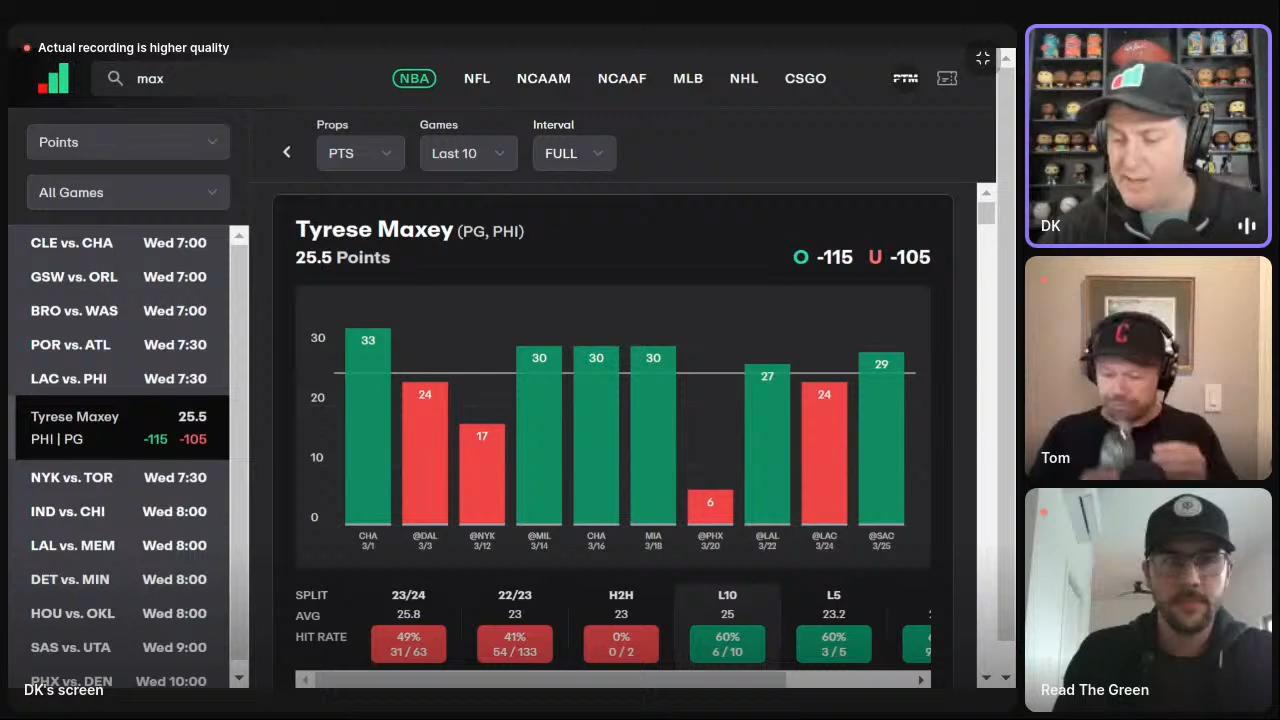 Actual recording is higher quality
max
NBA NFL NCAAM NCAAF MLB NHL CSGO PTM
Points
All Games
CLE vs. CHA Wed 7:00
GSW vs. ORL Wed 7:00
BRO vs. WAS Wed 7:00
POR vs. ATL Wed 7:30
LAC vs. PHI Wed 7:30
Tyrese Maxey 25.5
PHI | PG -115 -105
NYK vs. TOR Wed 7:30
IND vs. CHI Wed 8:00
LAL vs. MEM Wed 8:00
DET vs. MIN Wed 8:00
HOU vs. OKL Wed 8:00
SAS vs. UTA Wed 9:00
PHX vs. DEN Wed 10:00
DK's screen
Props Games Interval
PTS Last 10 FULL
Tyrese Maxey (PG, PHI)
25.5 Points O -115 U -105
30
20
10
0
33 24 17 30 30 30 6 27 24 29
CHA @DAL @NYK @MIL CHA MIA @PHX @LAL @LAC @SAC
3/1 3/3 3/12 3/14 3/16 3/18 3/20 3/22 3/24 3/25
SPLIT 23/24 22/23 H2H L10 L5
AVG 25.8 23 23 25 23.2
HIT RATE 49% 41% 0% 60% 60%
31 / 63 54 / 133 0 / 2 6 / 10 3 / 5
DK
C
Tom
Read The Green